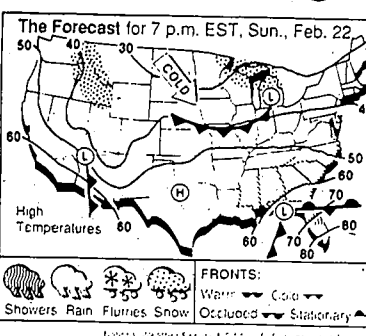 The Forecast for 7 p.m. EST, Sun., Feb. 22
50 40 30
COLD
L
4
60
L
50
H
60
High
Temperatures
60
L
70
60 70 80
80
Showers Rain Flurries Snow
FRONTS:
Warm Cold
Occluded Stationary